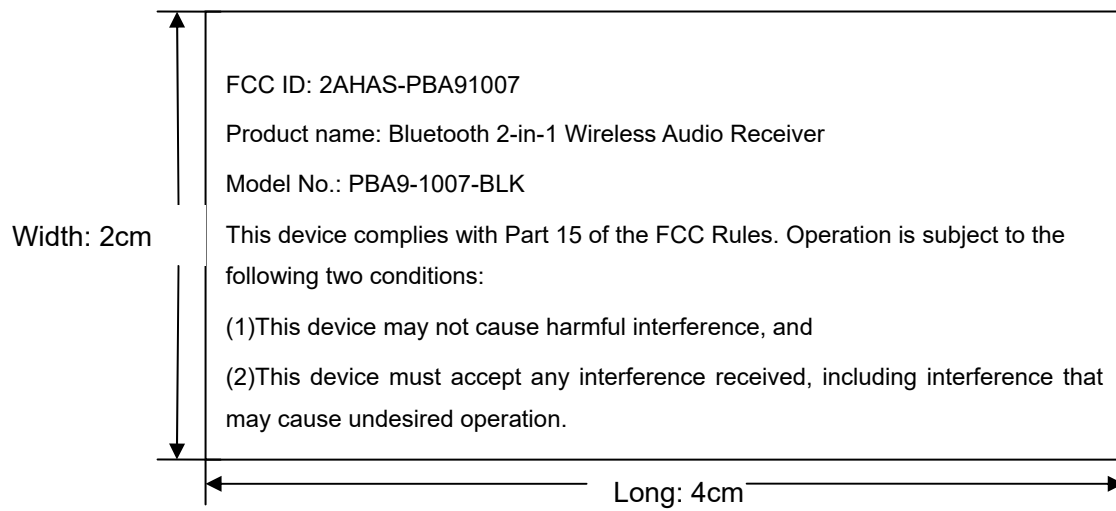 FCC ID: 2AHAS-PBA91007
Product name: Bluetooth 2-in-1 Wireless Audio Receiver
Model No.: PBA9-1007-BLK
Width: 2cm
This device complies with Part 15 of the FCC Rules. Operation is subject to the
following two conditions:
(1)This device may not cause harmful interference, and
(2)This device must accept any interference received, including interference that
may cause undesired operation.
Long: 4cm